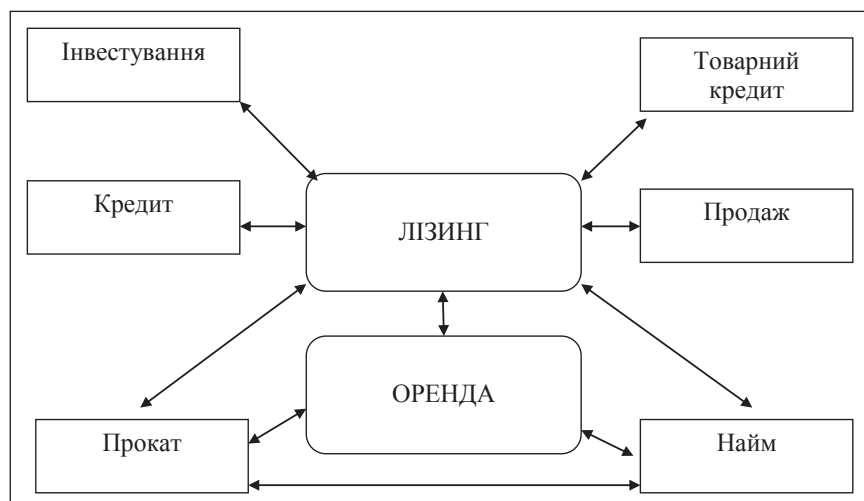 Інвестування
Товарний
кредит
Кредит
ЛІЗИНГ
Продаж
ОРЕНДА
Прокат
Найм